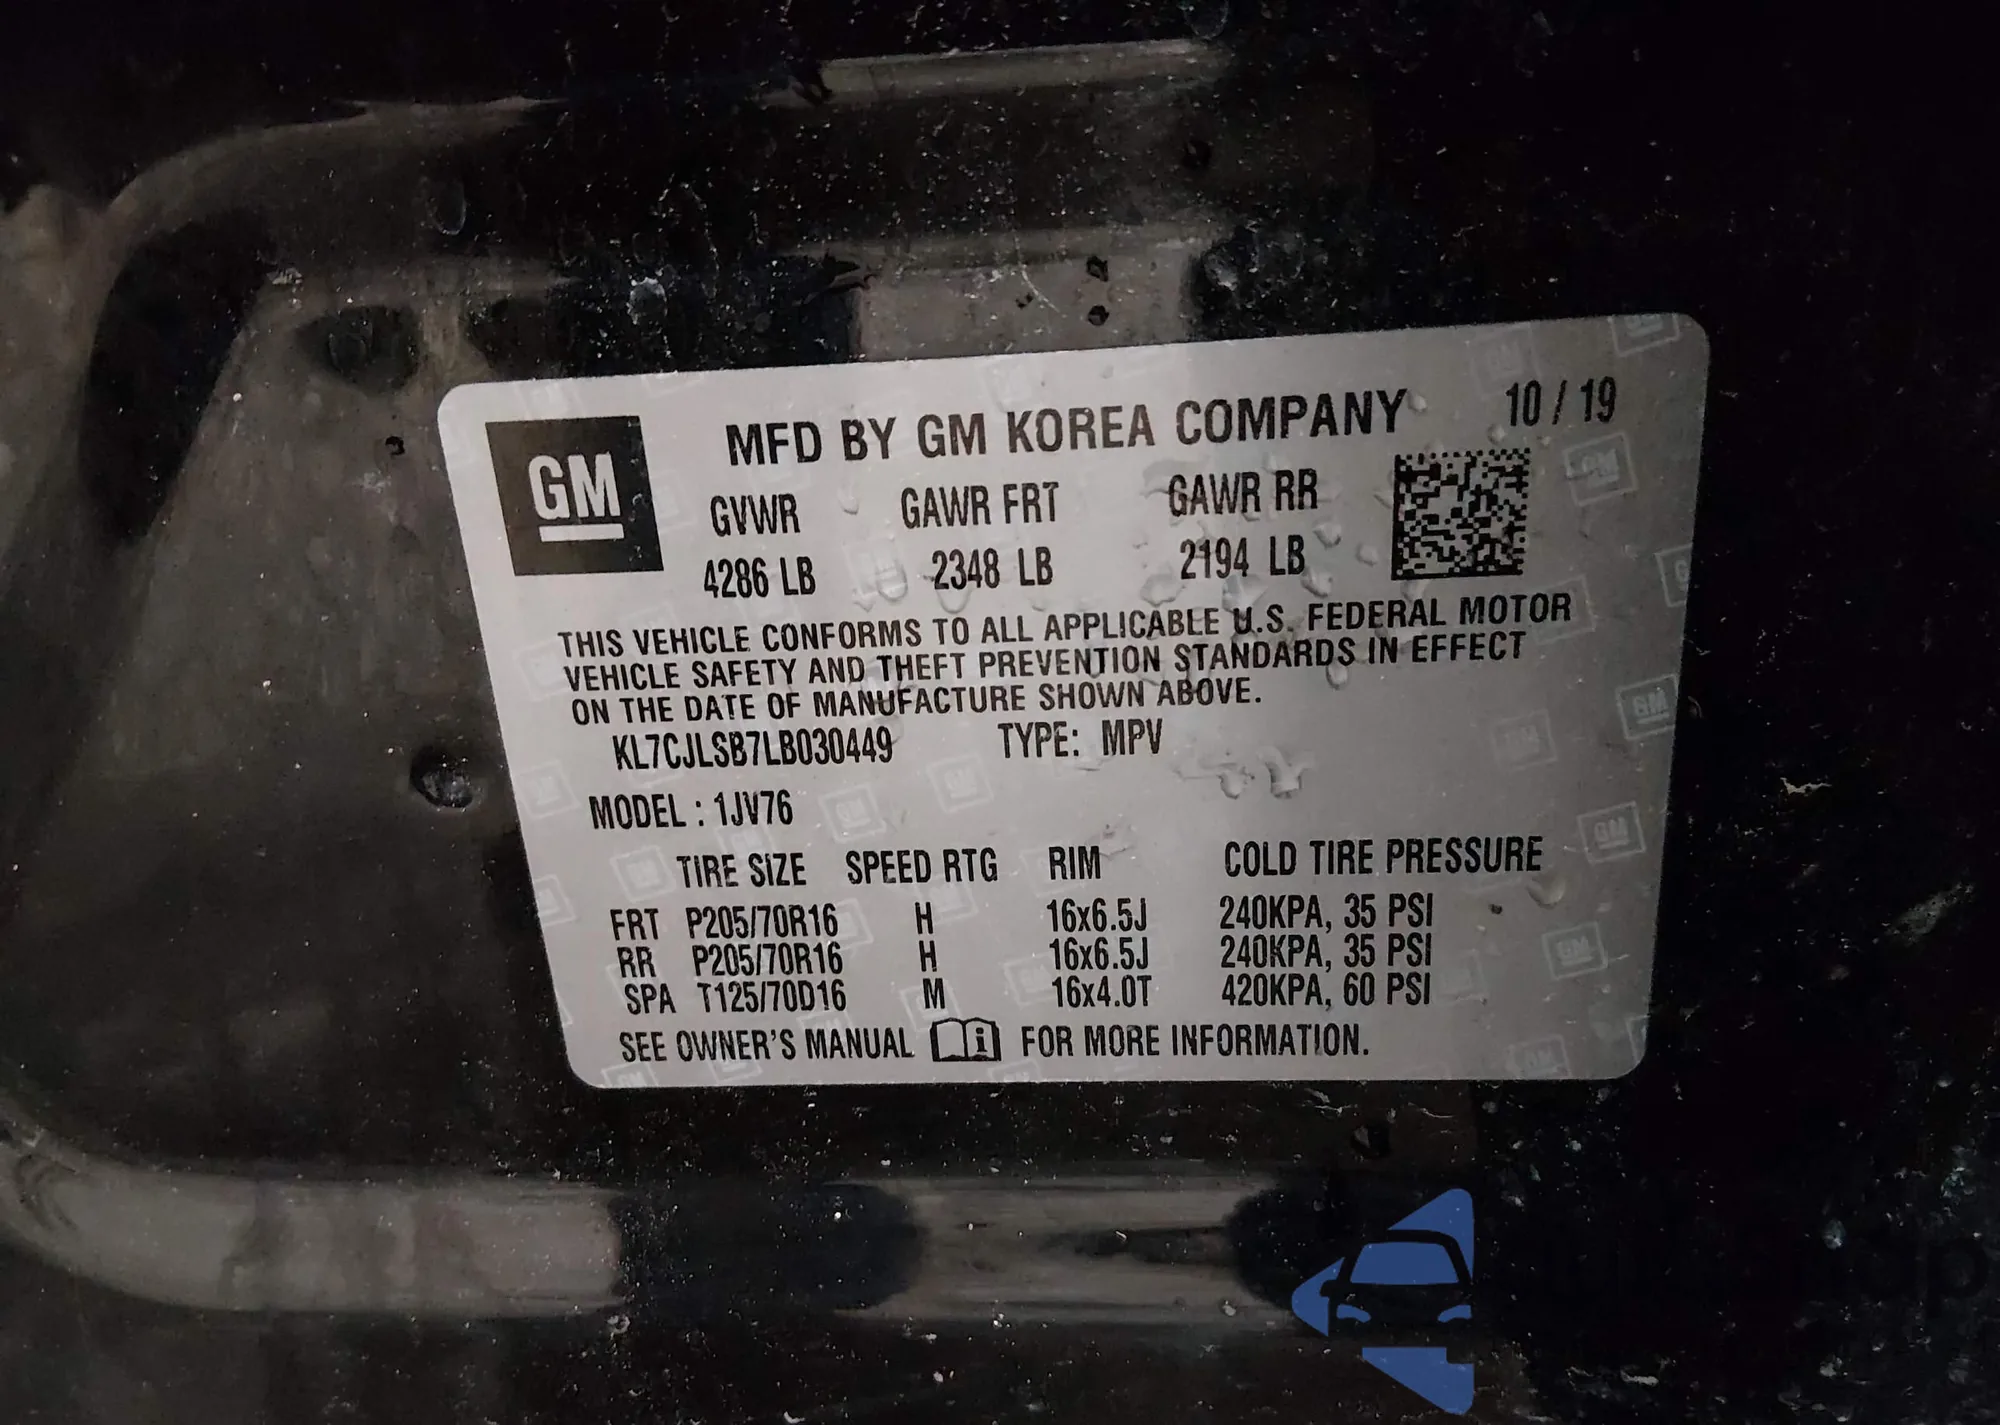 GM
MFD BY GM KOREA COMPANY 10 / 19
GVWR GAWR FRT GAWR RR
4286 LB 2348 LB 2194 LB
THIS VEHICLE CONFORMS TO ALL APPLICABLE U.S. FEDERAL MOTOR
VEHICLE SAFETY AND THEFT PREVENTION STANDARDS IN EFFECT
ON THE DATE OF MANUFACTURE SHOWN ABOVE.
KL7CJLSB7LB030449 TYPE: MPV
MODEL : 1JV76
TIRE SIZE SPEED RTG RIM COLD TIRE PRESSURE
FRT P205/70R16 H 16x6.5J 240KPA, 35 PSI
RR P205/70R16 H 16x6.5J 240KPA, 35 PSI
SPA T125/70D16 M 16x4.0T 420KPA, 60 PSI
SEE OWNER'S MANUAL i FOR MORE INFORMATION.